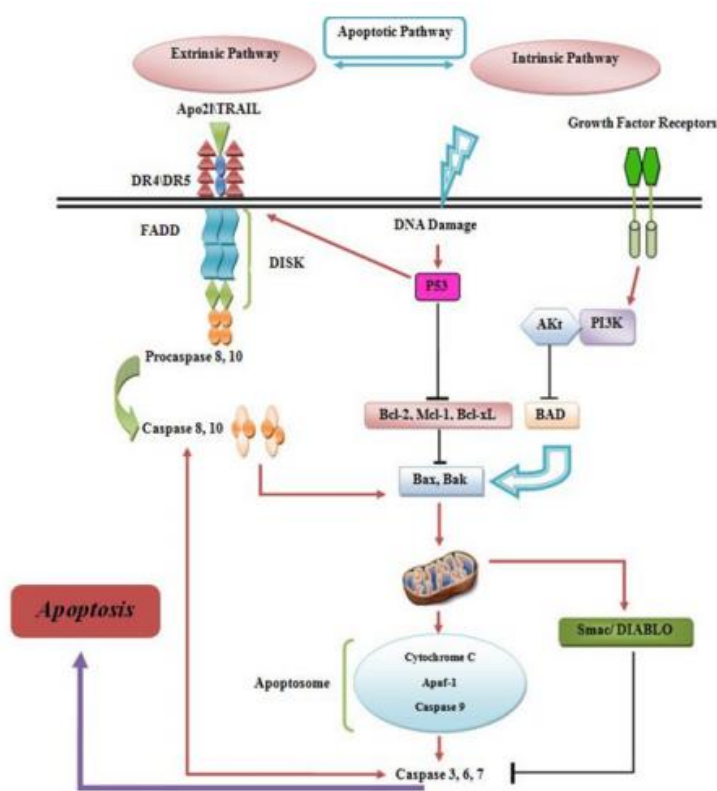 Apoptotic Pathway
Extrinsic Pathway
Intrinsic Pathway
Apo2l\TRAIL
Growth Factor Receptors
DR4\DR5
FADD
DNA Damage
DISK
P53
AKt
PI3K
Procaspase 8, 10
Bcl-2, Mcl-1, Bcl-xL
BAD
Caspase 8, 10
Bax, Bak
Apoptosis
Smac/ DIABLO
Cytochrome C
Apaf-1
Caspase 9
Apoptosome
Caspase 3, 6, 7